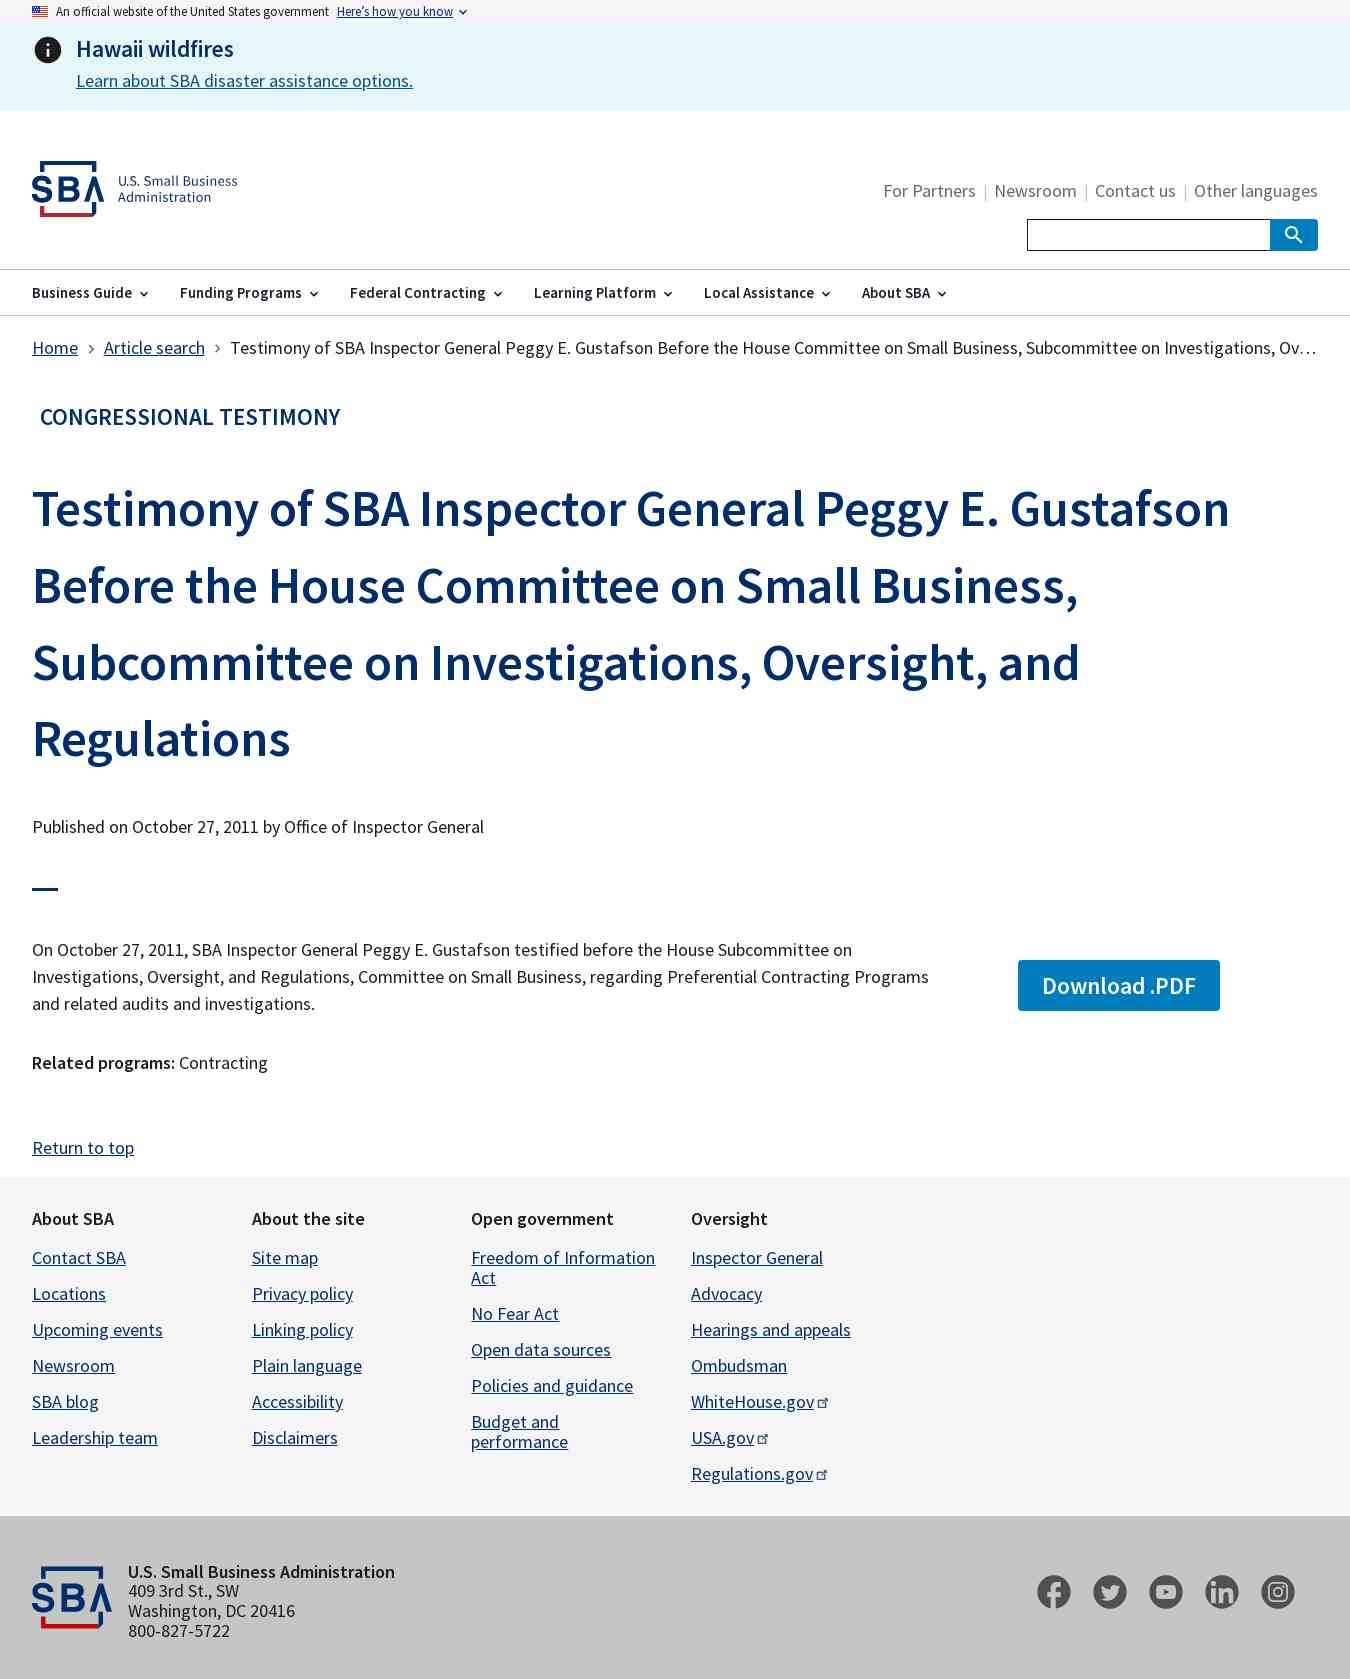 An official website of the United States government Here’s how you know
Hawaii wildfires
Learn about SBA disaster assistance options.
SBA U.S. Small Business
Administration
For Partners | Newsroom | Contact us | Other languages
Business Guide Funding Programs Federal Contracting Learning Platform Local Assistance About SBA
Home Article search Testimony of SBA Inspector General Peggy E. Gustafson Before the House Committee on Small Business, Subcommittee on Investigations, Ov…
CONGRESSIONAL TESTIMONY
Testimony of SBA Inspector General Peggy E. Gustafson
Before the House Committee on Small Business,
Subcommittee on Investigations, Oversight, and
Regulations
Published on October 27, 2011 by Office of Inspector General
On October 27, 2011, SBA Inspector General Peggy E. Gustafson testified before the House Subcommittee on
Investigations, Oversight, and Regulations, Committee on Small Business, regarding Preferential Contracting Programs
and related audits and investigations.
Download .PDF
Related programs: Contracting
Return to top
About SBA
Contact SBA
Locations
Upcoming events
Newsroom
SBA blog
Leadership team
About the site
Site map
Privacy policy
Linking policy
Plain language
Accessibility
Disclaimers
Open government
Freedom of Information
Act
No Fear Act
Open data sources
Policies and guidance
Budget and
performance
Oversight
Inspector General
Advocacy
Hearings and appeals
Ombudsman
WhiteHouse.gov
USA.gov
Regulations.gov
SBA
U.S. Small Business Administration
409 3rd St., SW
Washington, DC 20416
800-827-5722